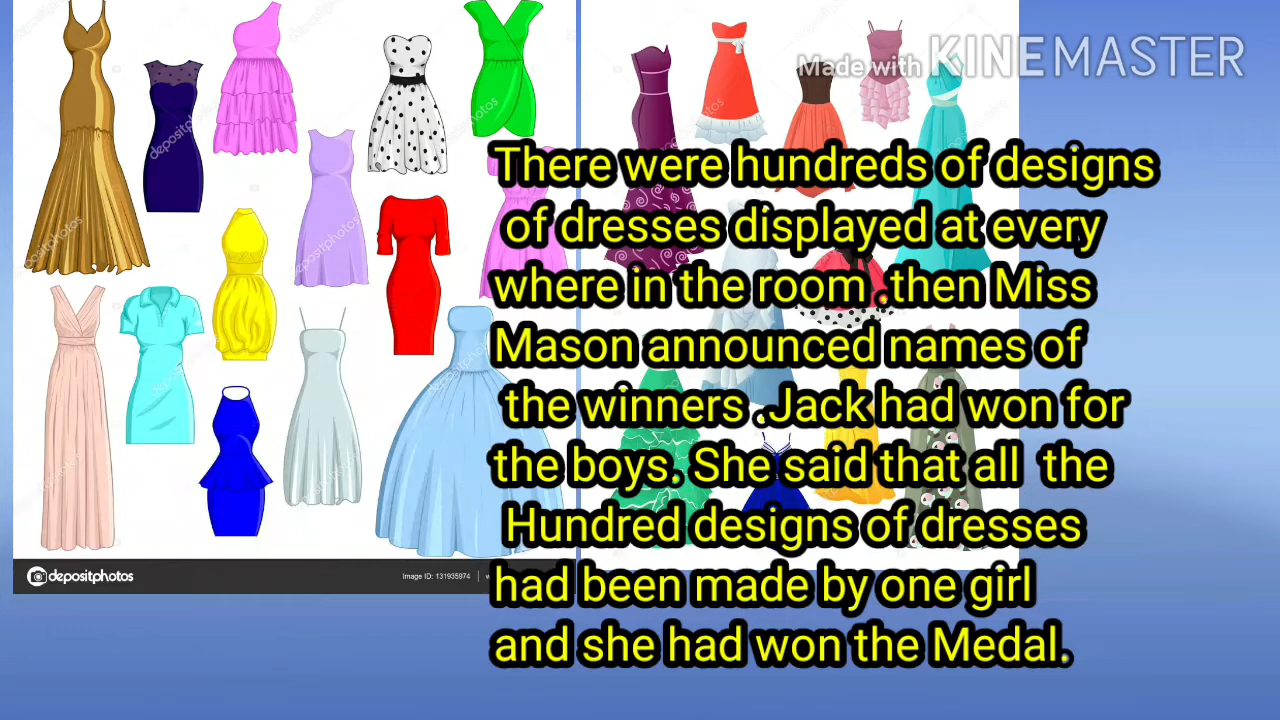 Made with KINEMASTER
There were hundreds of designs
of dresses displayed at every
where in the room .then Miss
Mason announced names of
the winners .Jack had won for
the boys. She said that all the
Hundred designs of dresses
had been made by one girl
and she had won the Medal.
depositphotos
Image ID: 131935974